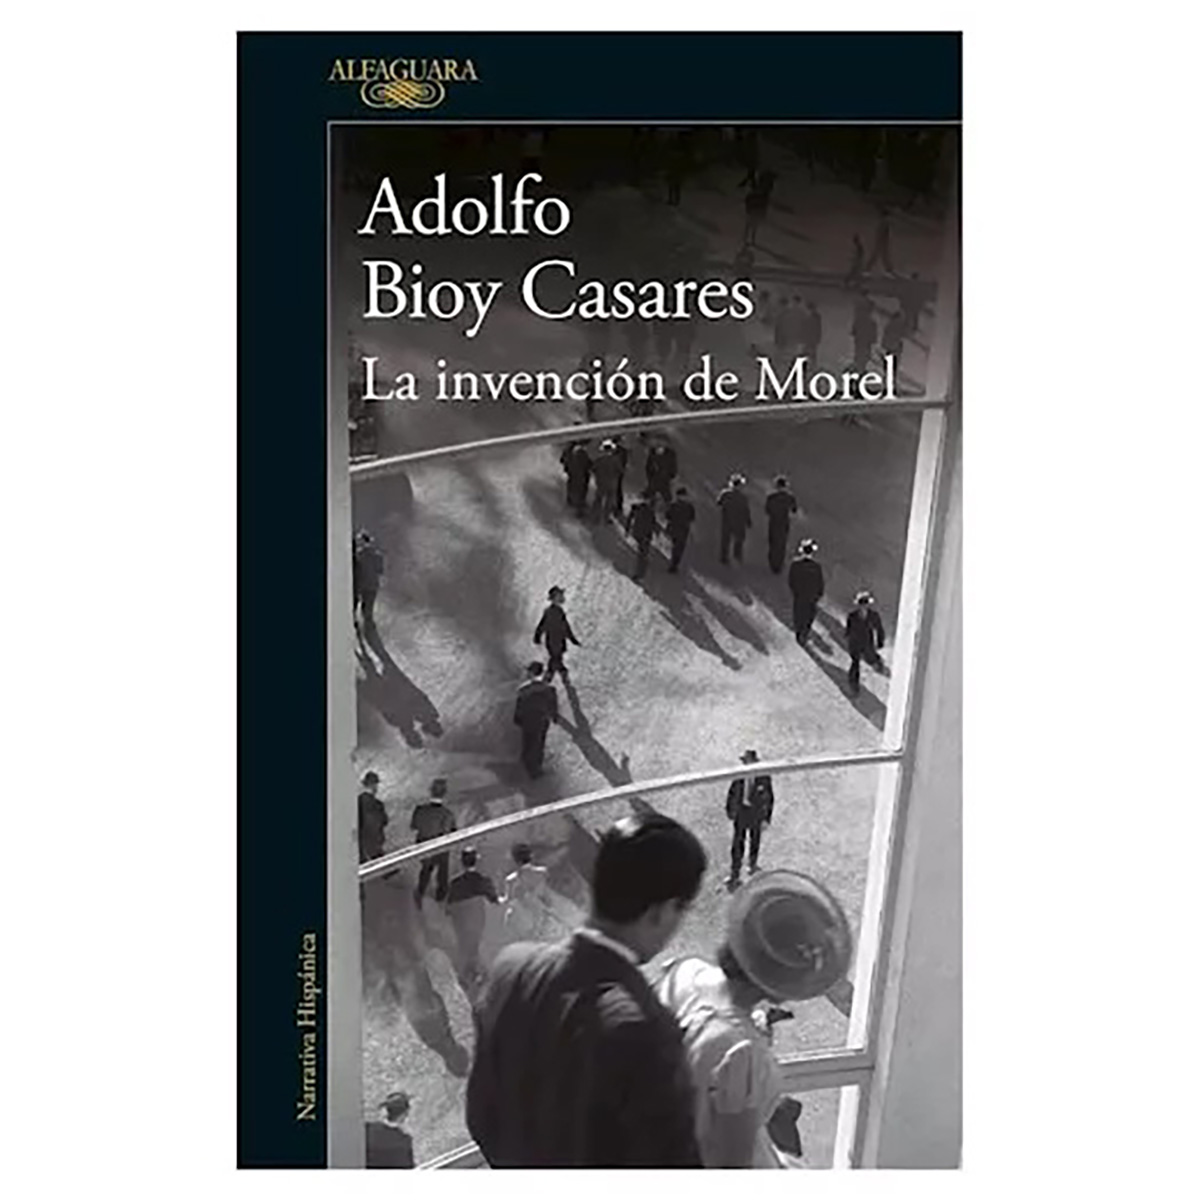 ALFAGUARA
Adolfo
Bioy Casares
La invención de Morel
Narrativa Hispánica